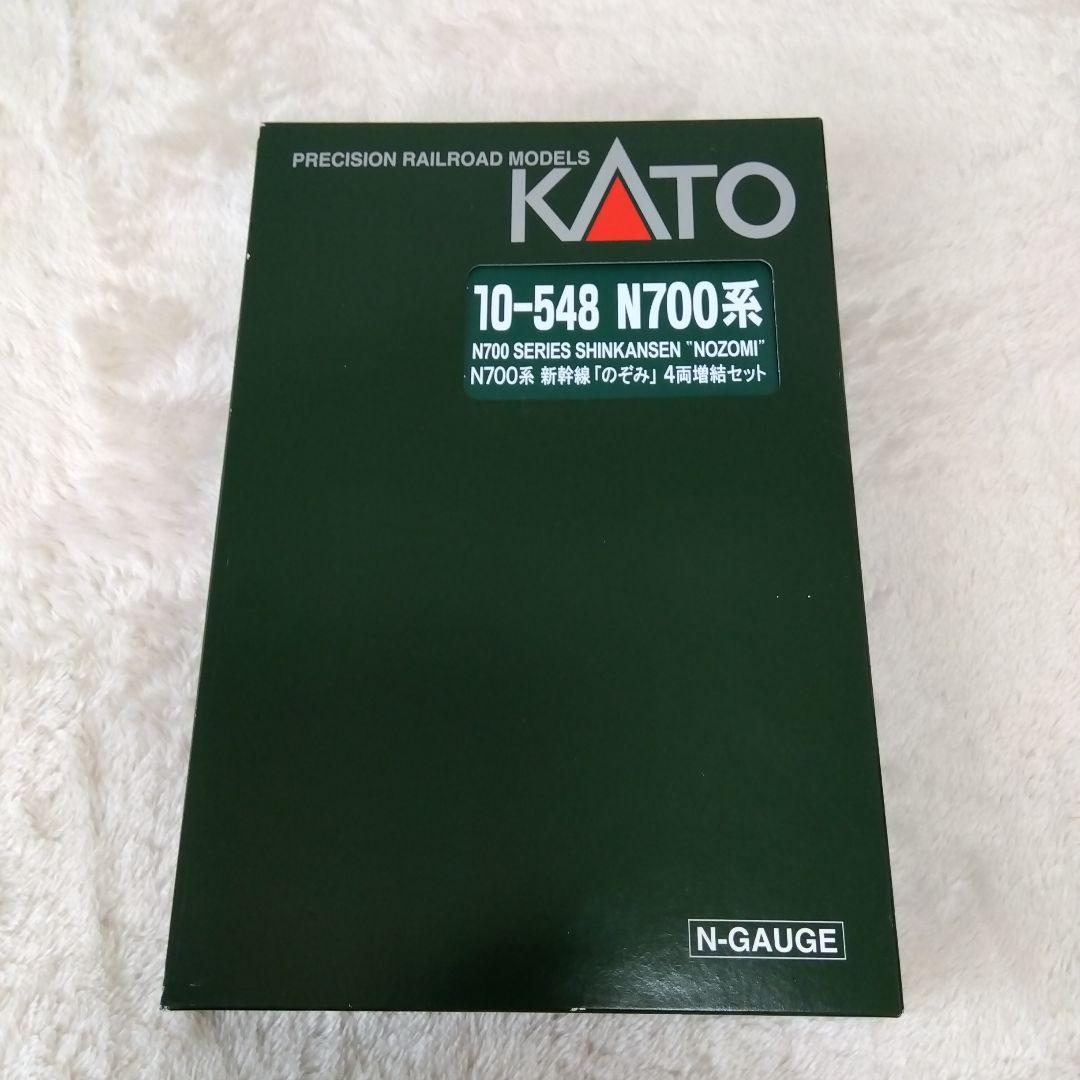 PRECISION RAILROAD MODELS
KATO
10-548 N700系
N700 SERIES SHINKANSEN "NOZOMI"
N700系 新幹線「のぞみ」 4両増結セット
N-GAUGE